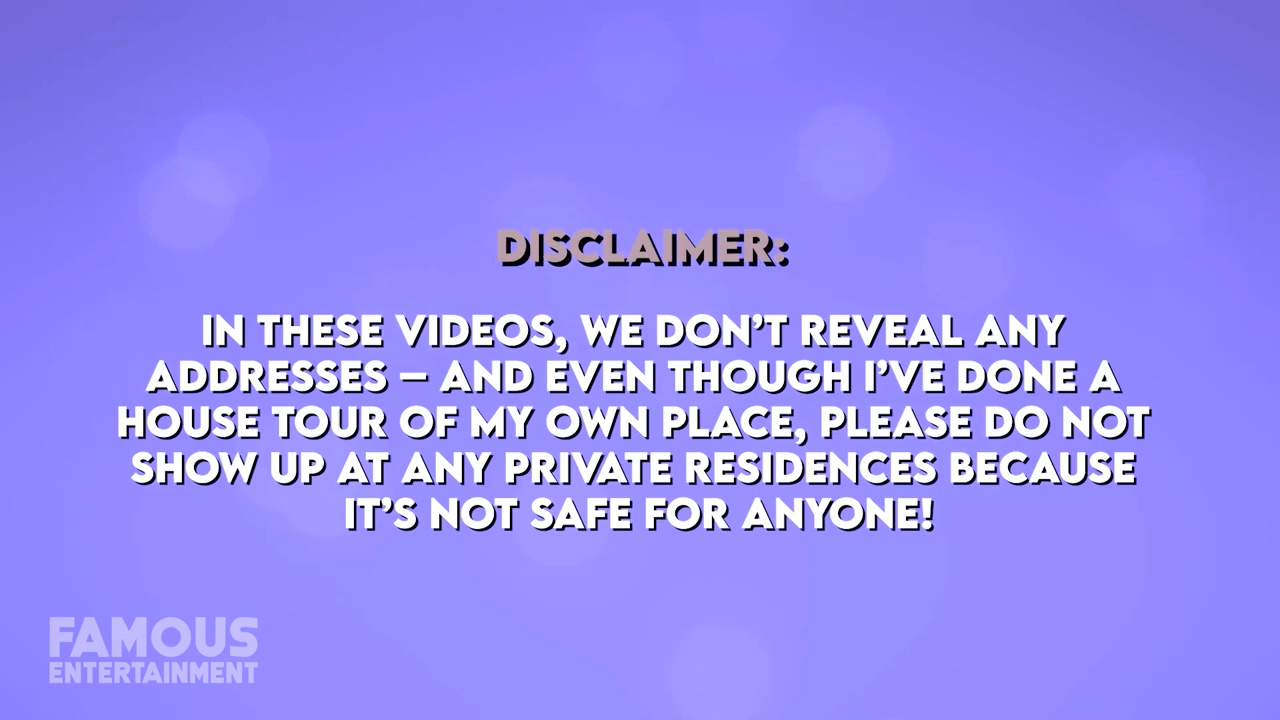 DISCLAIMER:
IN THESE VIDEOS, WE DON'T REVEAL ANY
ADDRESSES – AND EVEN THOUGH I'VE DONE A
HOUSE TOUR OF MY OWN PLACE, PLEASE DO NOT
SHOW UP AT ANY PRIVATE RESIDENCES BECAUSE
IT'S NOT SAFE FOR ANYONE!
FAMOUS
ENTERTAINMENT